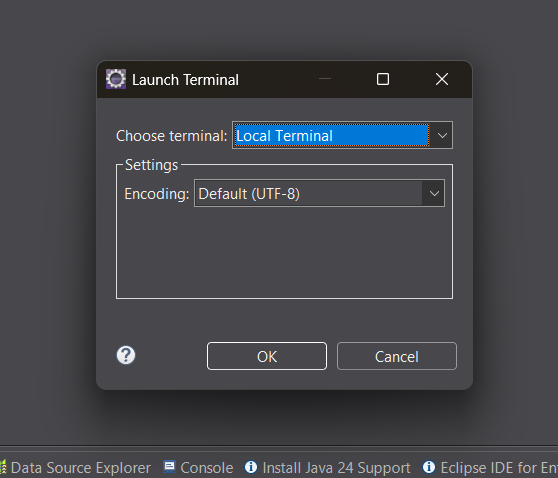 Launch Terminal
Choose terminal: Local Terminal
Settings
Encoding: Default (UTF-8)
OK Cancel
Data Source Explorer Console Install Java 24 Support Eclipse IDE for En